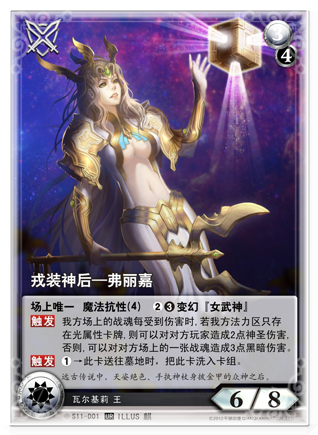 3
4
戎装神后—弗丽嘉
场上唯一 魔法抗性(4) 2 3 变幻『女武神』
触发 我方场上的战魂每受到伤害时,若我方法力区只存
在光属性卡牌,则可以对对方玩家造成2点神圣伤害,
否则,可以对对方场上的一张战魂造成3点黑暗伤害。
触发 1→此卡送往墓地时,把此卡洗入卡组。
远古传说中,天姿绝色、手执神杖身披金甲的众神之后。
瓦尔基莉 王
6/8
S11-001 UR ILLUS 麒